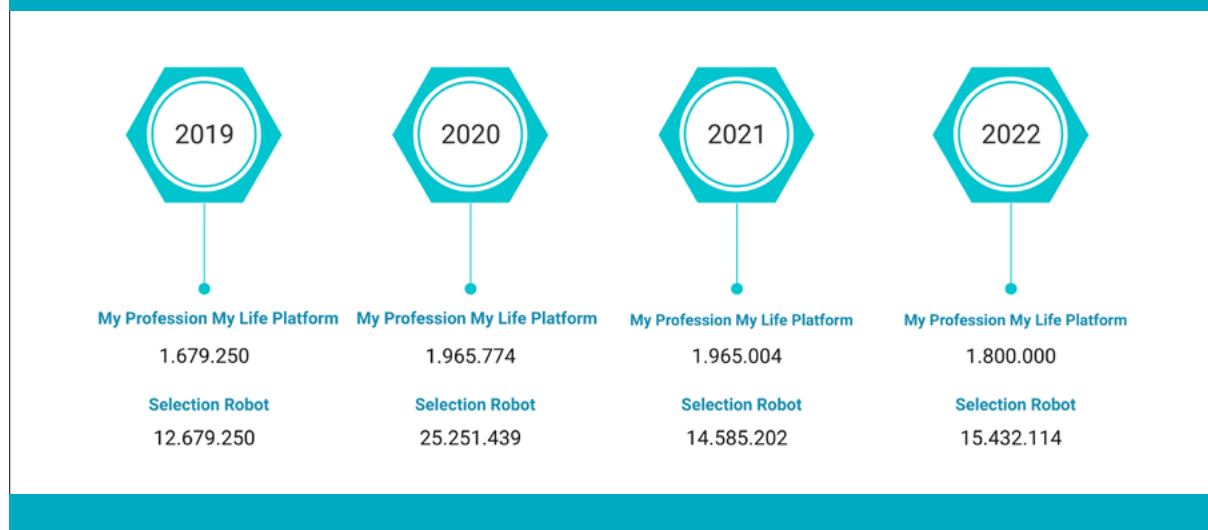 2019
2020
2021
2022
My Profession My Life Platform
1.679.250
Selection Robot
12.679.250
My Profession My Life Platform
1.965.774
Selection Robot
25.251.439
My Profession My Life Platform
1.965.004
Selection Robot
14.585.202
My Profession My Life Platform
1.800.000
Selection Robot
15.432.114